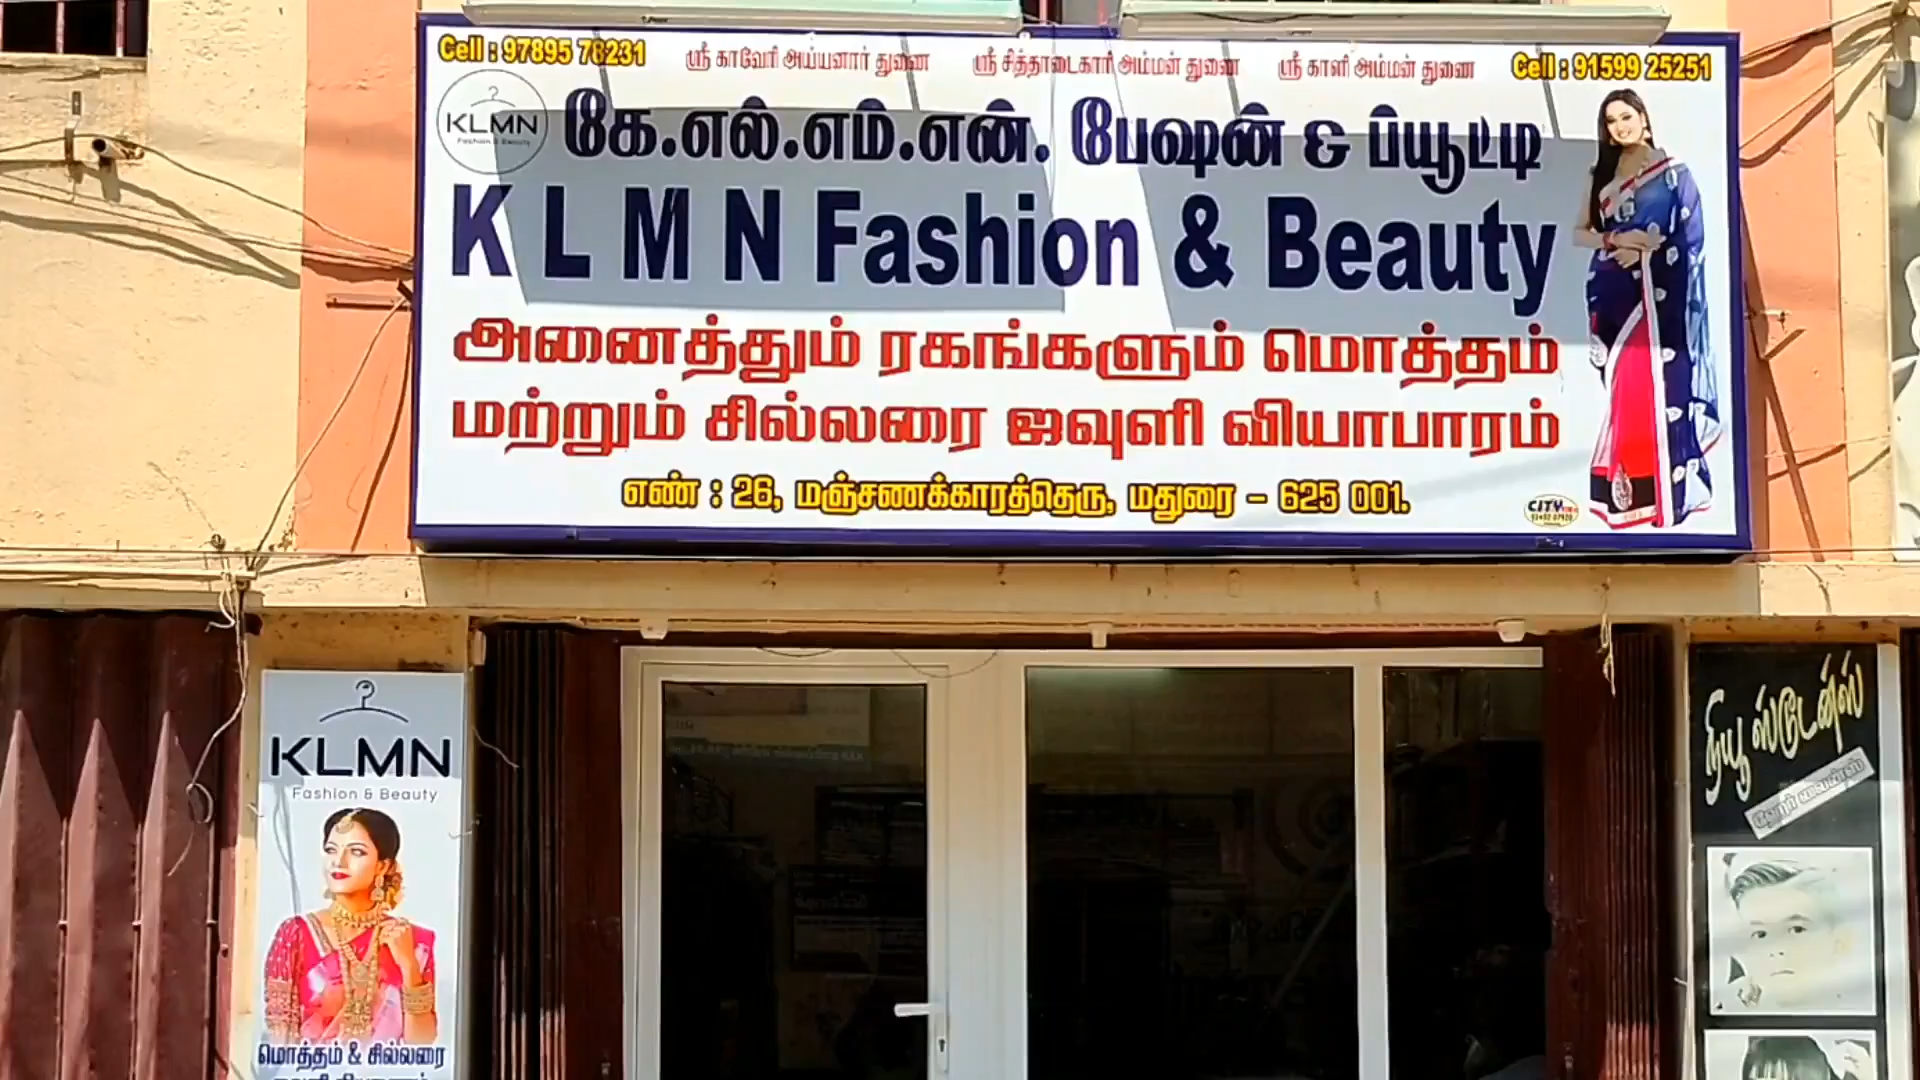 Cell : 97895 78231 ஸ்ரீ காவேரி அய்யனார் துணை ஸ்ரீ சித்தாடைகாரி அம்மன் துணை ஸ்ரீ காளி அம்மன் துணை Cell : 91599 25251
KLMN
Fashion & Beauty
கே.எல்.எம்.என். பேஷன் & ப்யூட்டி
K L M N Fashion & Beauty
அனைத்தும் ரகங்களும் மொத்தம்
மற்றும் சில்லரை ஜவுளி வியாபாரம்
எண் : 26, மஞ்சணக்காரத்தெரு, மதுரை - 625 001.
CITY
KLMN
Fashion & Beauty
மொத்தம் & சில்லரை
நியூ ஸ்டூடென்ஸ்